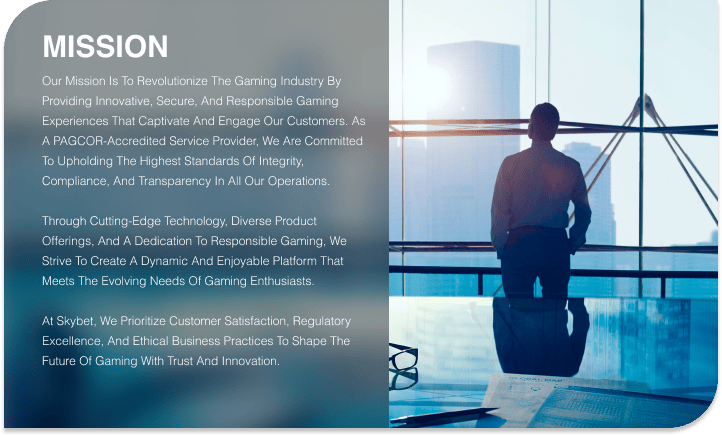 MISSION
Our Mission Is To Revolutionize The Gaming Industry By
Providing Innovative, Secure, And Responsible Gaming
Experiences That Captivate And Engage Our Customers. As
A PAGCOR-Accredited Service Provider, We Are Committed
To Upholding The Highest Standards Of Integrity,
Compliance, And Transparency In All Our Operations.
Through Cutting-Edge Technology, Diverse Product
Offerings, And A Dedication To Responsible Gaming, We
Strive To Create A Dynamic And Enjoyable Platform That
Meets The Evolving Needs Of Gaming Enthusiasts.
At Skybet, We Prioritize Customer Satisfaction, Regulatory
Excellence, And Ethical Business Practices To Shape The
Future Of Gaming With Trust And Innovation.